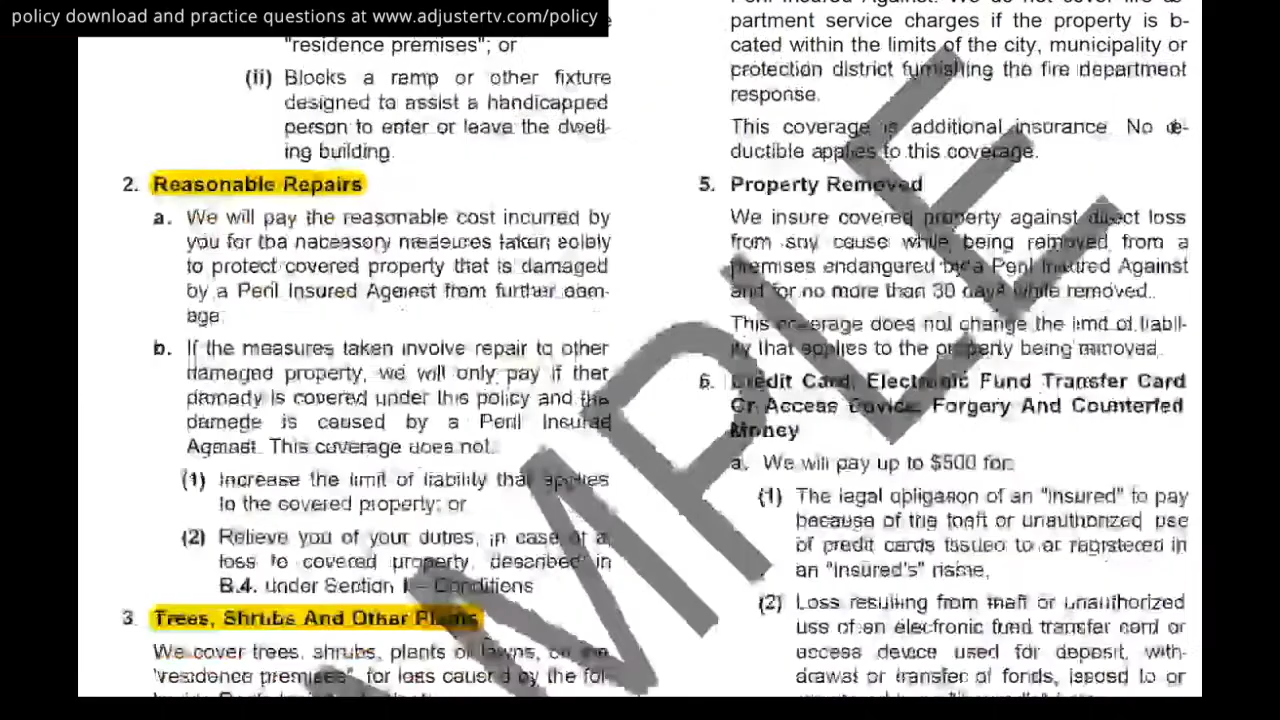 policy download and practice questions at www.adjustertv.com/policy
"residence premises"; or
(ii) Blocks a ramp or other fixture
designed to assist a handicapped
person to enter or leave the dwell-
ing building.
2. Reasonable Repairs
a. We will pay the reasonable cost incurred by
you for the necessary measures taken solely
to protect covered property that is damaged
by a Peril Insured Against from further dam-
age.
b. If the measures taken involve repair to other
damaged property, we will only pay if that
property is covered under this policy and the
damage is caused by a Peril Insured
Against. This coverage does not:
(1) Increase the limit of liability that applies
to the covered property; or
(2) Relieve you of your duties, in case of a
loss to covered property, described in
B.4. under Section I – Conditions
3. Trees, Shrubs And Other Plants
We cover trees, shrubs, plants or lawns, on the
"residence premises", for loss caused by the fol-
Peril Insured Against. We do not cover fire de-
partment service charges if the property is lo-
cated within the limits of the city, municipality or
protection district furnishing the fire department
response.
This coverage is additional insurance. No de-
ductible applies to this coverage.
5. Property Removed
We insure covered property against direct loss
from any cause while being removed from a
premises endangered by a Peril Insured Against
and for no more than 30 days while removed.
This coverage does not change the limit of liabil-
ity that applies to the property being removed.
6. Credit Card, Electronic Fund Transfer Card
Or Access Device, Forgery And Counterfeit
Money
a. We will pay up to $500 for:
(1) The legal obligation of an "insured" to pay
because of the theft or unauthorized use
of credit cards issued to or registered in
an "insured's" name;
(2) Loss resulting from theft or unauthorized
use of an electronic fund transfer card or
access device used for deposit, with-
drawal or transfer of funds, issued to or